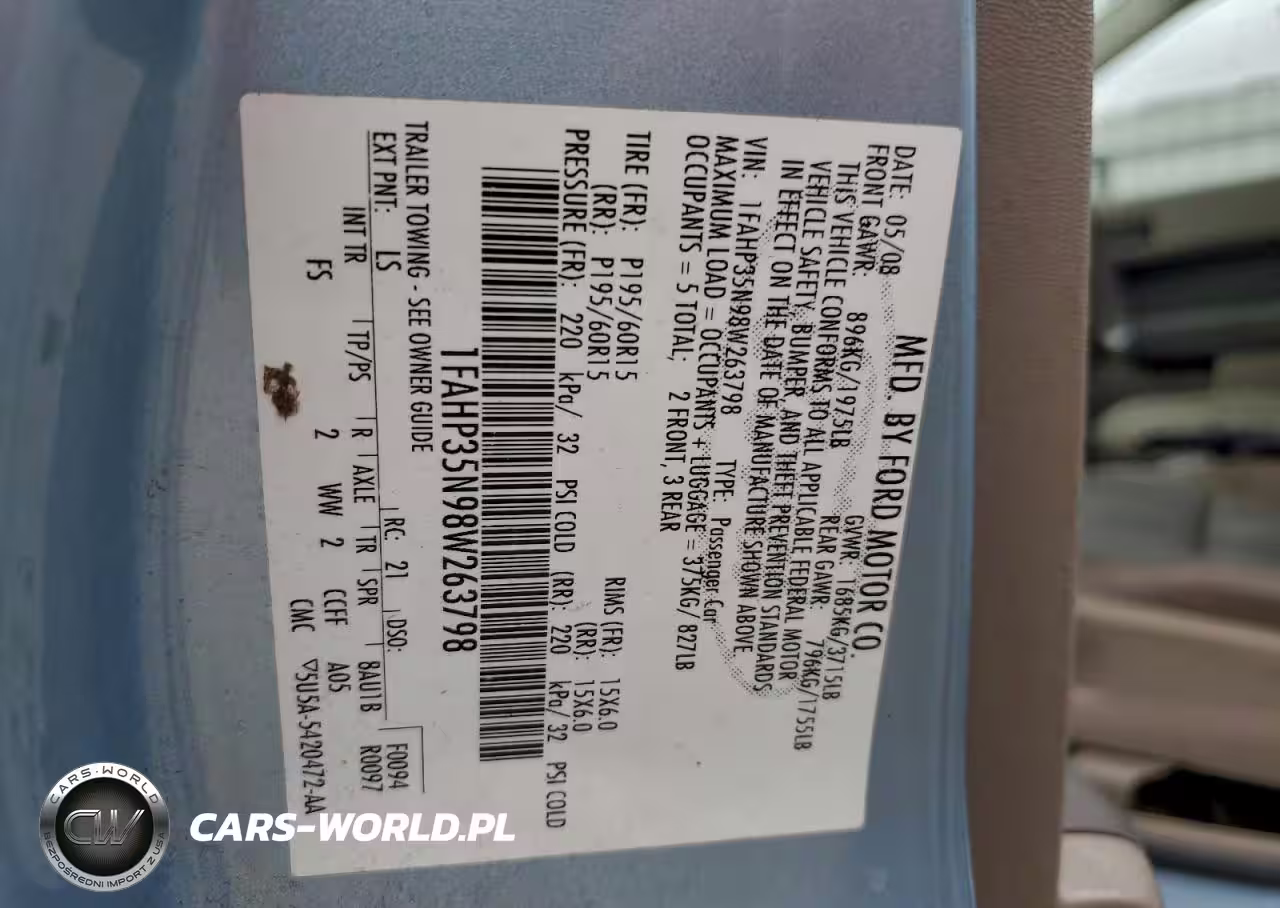 MFD. BY FORD MOTOR CO.
DATE: 05/08 GVWR: 1685KG/3715LB
FRONT GAWR: 896KG/1975LB REAR GAWR: 796KG/1755LB
THIS VEHICLE CONFORMS TO ALL APPLICABLE FEDERAL MOTOR
VEHICLE SAFETY, BUMPER, AND THEFT PREVENTION STANDARDS
IN EFFECT ON THE DATE OF MANUFACTURE SHOWN ABOVE
VIN: 1FAHP35N98W263798 TYPE: Passenger Car
MAXIMUM LOAD = OCCUPANTS + LUGGAGE = 375KG/ 827LB
OCCUPANTS = 5 TOTAL, 2 FRONT, 3 REAR
TIRE (FR): P195/60R15 RIMS (FR): 15X6.0
(RR): P195/60R15 (RR): 15X6.0
PRESSURE (FR): 220 kPa/ 32 PSI COLD (RR): 220 kPa/ 32 PSI COLD
1FAHP35N98W263798
TRAILER TOWING - SEE OWNER GUIDE
F0094
EXT PNT: LS RC: 21 DSO: R0097
INT TR TP/PS R AXLE TR SPR 8AU1B
FS 2 WW 2 CCFF A05
CMC ▽5U5A-5420472-AA
CARS-WORLD
CW
BEZPOŚREDNI IMPORT Z USA
CARS-WORLD.PL